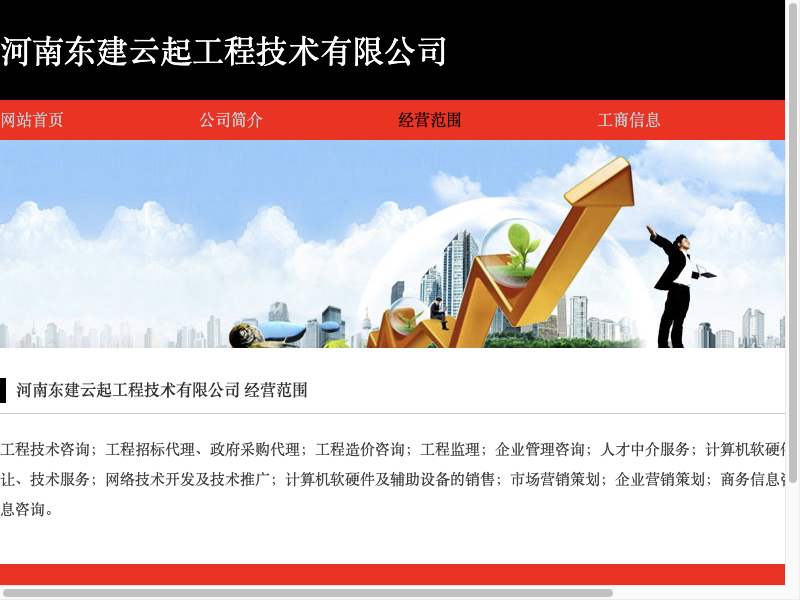 河南东建云起工程技术有限公司
网站首页 公司简介 经营范围 工商信息
河南东建云起工程技术有限公司 经营范围
工程技术咨询；工程招标代理、政府采购代理；工程造价咨询；工程监理；企业管理咨询；人才中介服务；计算机软硬
让、技术服务；网络技术开发及技术推广；计算机软硬件及辅助设备的销售；市场营销策划；企业营销策划；商务信息
息咨询。